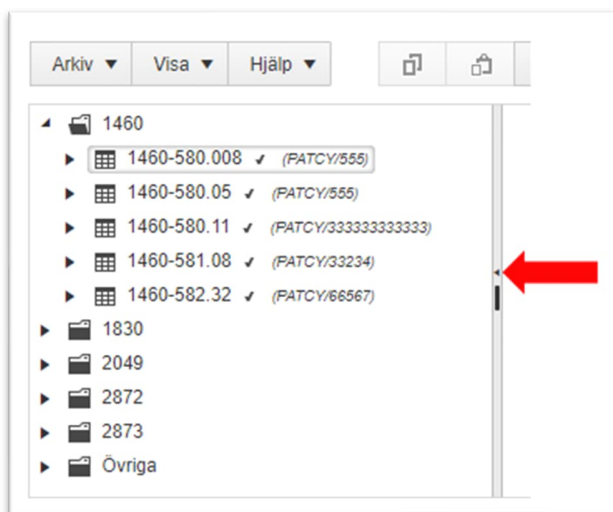 Arkiv Visa Hjälp
1460
1460-580.008 ✔ (PATCY/555)
1460-580.05 ✔ (PATCY/555)
1460-580.11 ✔ (PATCY/333333333333)
1460-581.08 ✔ (PATCY/33234)
1460-582.32 ✔ (PATCY/66567)
1830
2049
2872
2873
Övriga